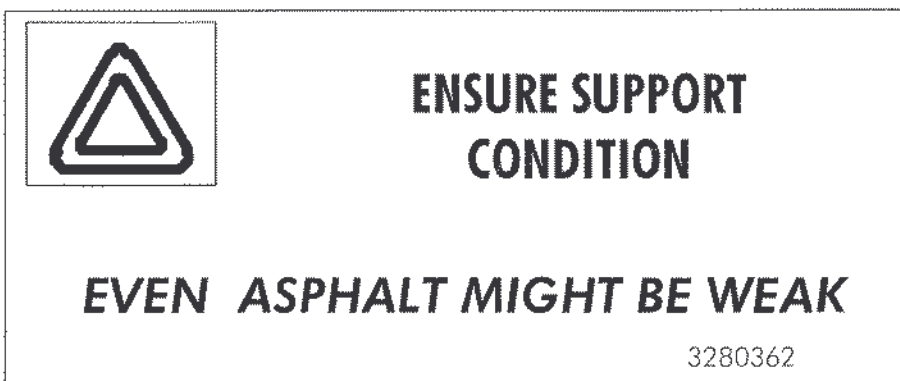 ENSURE SUPPORT
CONDITION
EVEN ASPHALT MIGHT BE WEAK
3280362